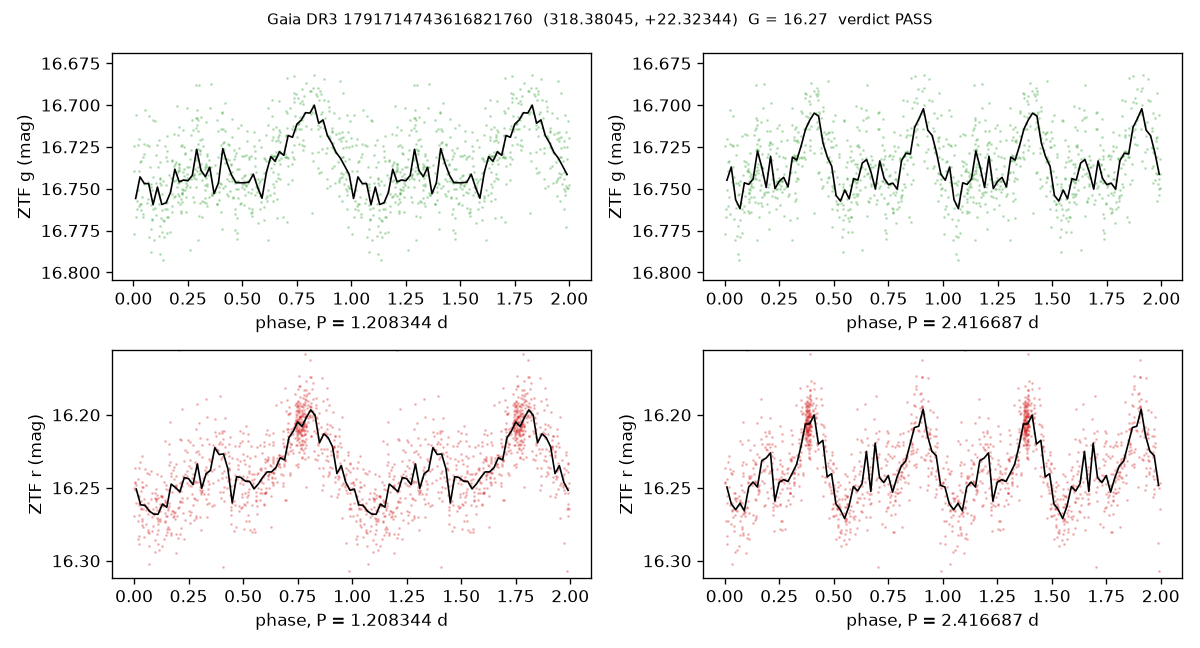 Gaia DR3 1791714743616821760 (318.38045, +22.32344) G = 16.27 verdict PASS
ZTF g (mag)
16.675
16.700
16.725
16.750
16.775
16.800
0.00 0.25 0.50 0.75 1.00 1.25 1.50 1.75 2.00
phase, P = 1.208344 d
ZTF g (mag)
16.675
16.700
16.725
16.750
16.775
16.800
0.00 0.25 0.50 0.75 1.00 1.25 1.50 1.75 2.00
phase, P = 2.416687 d
ZTF r (mag)
16.20
16.25
16.30
0.00 0.25 0.50 0.75 1.00 1.25 1.50 1.75 2.00
phase, P = 1.208344 d
ZTF r (mag)
16.20
16.25
16.30
0.00 0.25 0.50 0.75 1.00 1.25 1.50 1.75 2.00
phase, P = 2.416687 d